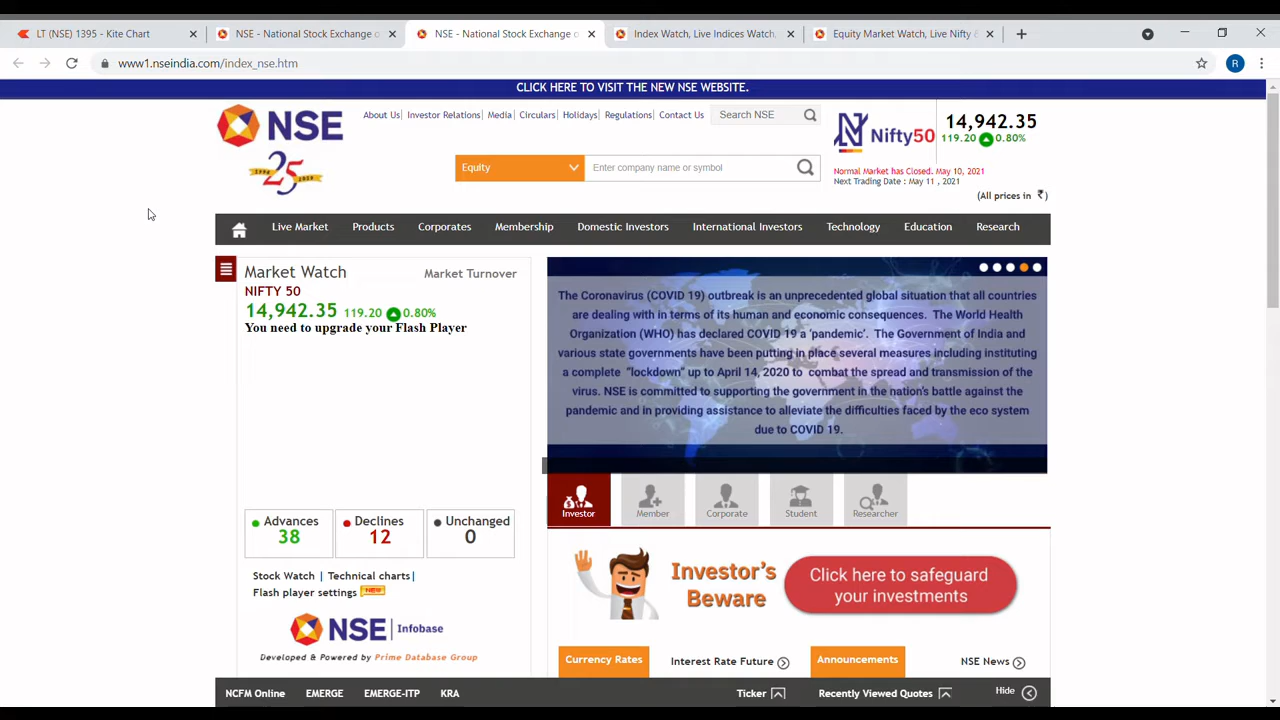 LT (NSE) 1395 - Kite Chart
NSE - National Stock Exchange o
NSE - National Stock Exchange o
Index Watch, Live Indices Watch,
Equity Market Watch, Live Nifty
www1.nseindia.com/index_nse.htm
R
CLICK HERE TO VISIT THE NEW NSE WEBSITE.
NSE
25
About Us| Investor Relations| Media| Circulars| Holidays| Regulations| Contact Us
Search NSE
Equity
Enter company name or symbol
Nifty50
14,942.35
119.20 0.80%
Normal Market has Closed. May 10, 2021
Next Trading Date : May 11 , 2021
(All prices in ₹)
Live Market Products Corporates Membership Domestic Investors International Investors Technology Education Research
Market Watch Market Turnover
NIFTY 50
14,942.35 119.20 0.80%
You need to upgrade your Flash Player
The Coronavirus (COVID 19) outbreak is an unprecedented global situation that all countries
are dealing with in terms of its human and economic consequences. The World Health
Organization (WHO) has declared COVID 19 a 'pandemic'. The Government of India and
various state governments have been putting in place several measures including instituting
a complete "lockdown" up to April 14, 2020 to combat the spread and transmission of the
virus. NSE is committed to supporting the government in the nation's battle against the
pandemic and in providing assistance to alleviate the difficulties faced by the eco system
due to COVID 19.
Advances
38
Declines
12
Unchanged
0
Stock Watch | Technical charts|
Flash player settings NEW
NSE Infobase
Developed & Powered by Prime Database Group
Investor Member Corporate Student Researcher
Investor's
Beware
Click here to safeguard
your investments
Currency Rates Interest Rate Future
Announcements NSE News
NCFM Online EMERGE EMERGE-ITP KRA
Ticker Recently Viewed Quotes Hide